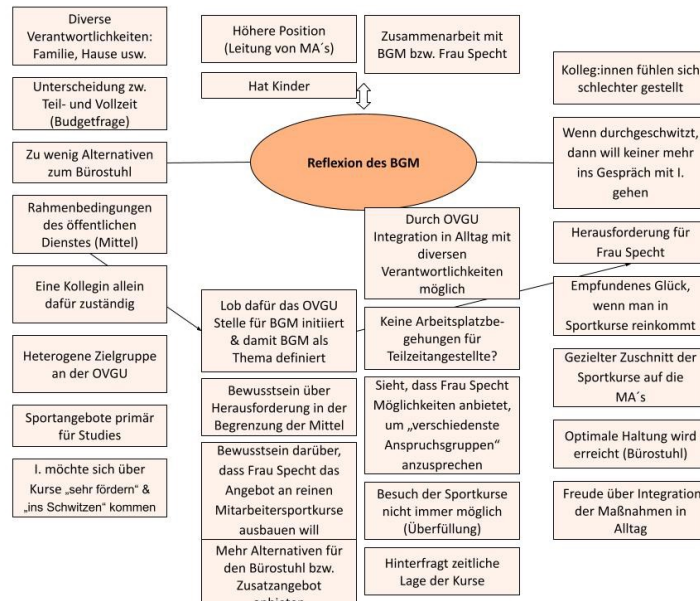 Diverse
Verantwortlichkeiten:
Familie, Hause usw.
Unterscheidung zw.
Teil- und Vollzeit
(Budgetfrage)
Zu wenig Alternativen
zum Bürostuhl
Rahmenbedingungen
des öffentlichen
Dienstes (Mittel)
Eine Kollegin allein
dafür zuständig
Heterogene Zielgruppe
an der OVGU
Sportangebote primär
für Studies
I. möchte sich über
Kurse „sehr fördern“ &
„ins Schwitzen“ kommen
Höhere Position
(Leitung von MA´s)
Hat Kinder
Zusammenarbeit mit
BGM bzw. Frau Specht
Reflexion des BGM
Lob dafür das OVGU
Stelle für BGM initiiert
& damit BGM als
Thema definiert
Bewusstsein über
Herausforderung in der
Begrenzung der Mittel
Bewusstsein darüber,
dass Frau Specht das
Angebot an reinen
Mitarbeitersportkurse
ausbauen will
Mehr Alternativen für
den Bürostuhl bzw.
Zusatzangebot
anbieten
Durch OVGU
Integration in Alltag mit
diversen
Verantwortlichkeiten
möglich
Keine Arbeitsplatzbe-
gehungen für
Teilzeitangestellte?
Sieht, dass Frau Specht
Möglichkeiten anbietet,
um „verschiedenste
Anspruchsgruppen“
anzusprechen
Besuch der Sportkurse
nicht immer möglich
(Überfüllung)
Hinterfragt zeitliche
Lage der Kurse
Kolleg:innen fühlen sich
schlechter gestellt
Wenn durchgeschwitzt,
dann will keiner mehr
ins Gespräch mit I.
gehen
Herausforderung für
Frau Specht
Empfundenes Glück,
wenn man in
Sportkurse reinkommt
Gezielter Zuschnitt der
Sportkurse auf die
MA´s
Optimale Haltung wird
erreicht (Bürostuhl)
Freude über Integration
der Maßnahmen in
Alltag